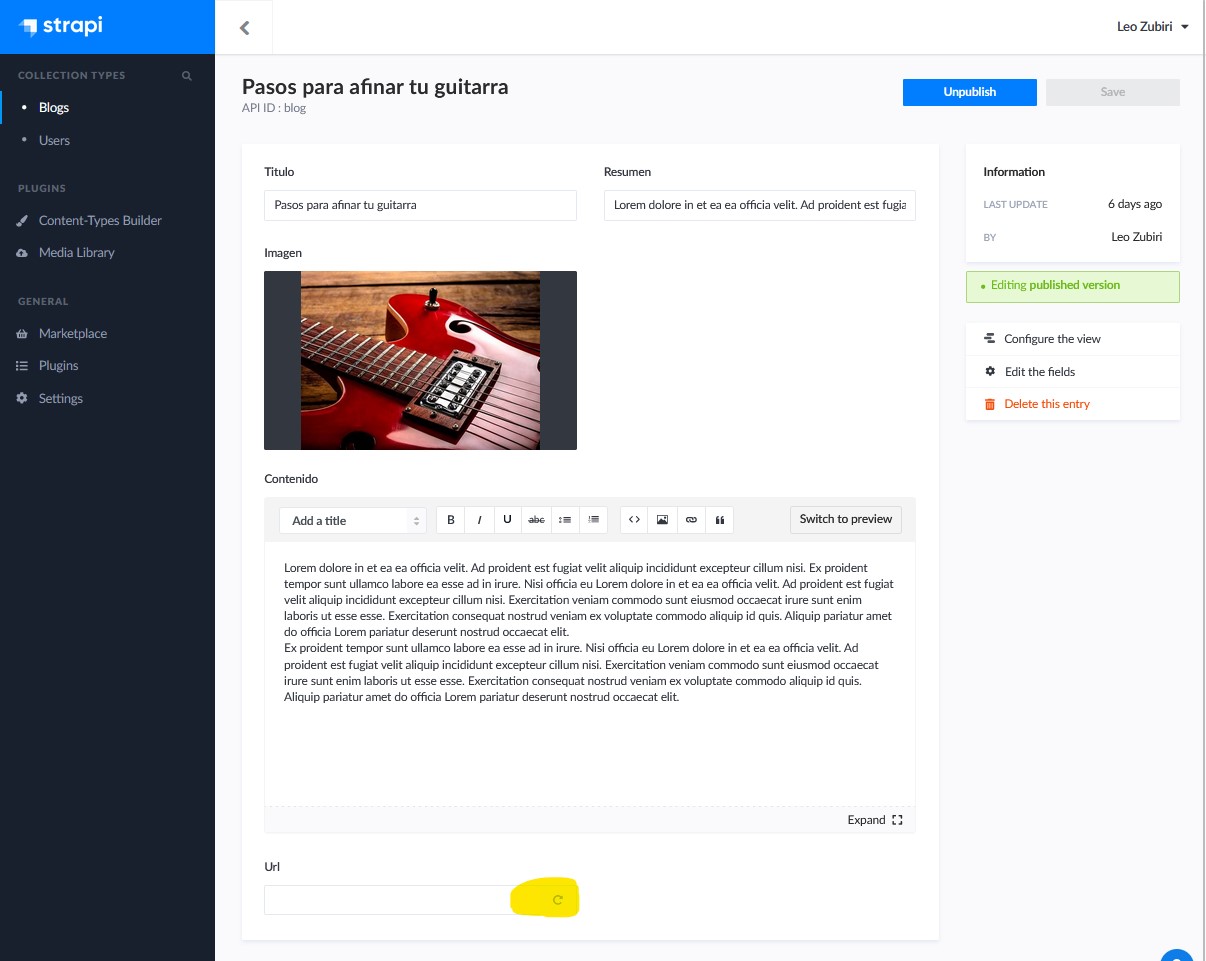 strapi
Leo Zubiri
COLLECTION TYPES
Blogs
Users
PLUGINS
Content-Types Builder
Media Library
GENERAL
Marketplace
Plugins
Settings
Pasos para afinar tu guitarra
API ID : blog
Unpublish
Save
Titulo
Pasos para afinar tu guitarra
Resumen
Lorem dolore in et ea ea officia velit. Ad proident est fugia
Imagen
Contenido
Add a title
B I U abc
Switch to preview
Lorem dolore in et ea ea officia velit. Ad proident est fugiat velit aliquip incididunt excepteur cillum nisi. Ex proident
tempor sunt ullamco labore ea esse ad in irure. Nisi officia eu Lorem dolore in et ea ea officia velit. Ad proident est fugiat
velit aliquip incididunt excepteur cillum nisi. Exercitation veniam commodo sunt eiusmod occaecat irure sunt enim
laboris ut esse esse. Exercitation consequat nostrud veniam ex voluptate commodo aliquip id quis. Aliquip pariatur amet
do officia Lorem pariatur deserunt nostrud occaecat elit.
Ex proident tempor sunt ullamco labore ea esse ad in irure. Nisi officia eu Lorem dolore in et ea ea officia velit. Ad
proident est fugiat velit aliquip incididunt excepteur cillum nisi. Exercitation veniam commodo sunt eiusmod occaecat
irure sunt enim laboris ut esse esse. Exercitation consequat nostrud veniam ex voluptate commodo aliquip id quis.
Aliquip pariatur amet do officia Lorem pariatur deserunt nostrud occaecat elit.
Expand
Url
Information
LAST UPDATE 6 days ago
BY Leo Zubiri
Editing published version
Configure the view
Edit the fields
Delete this entry